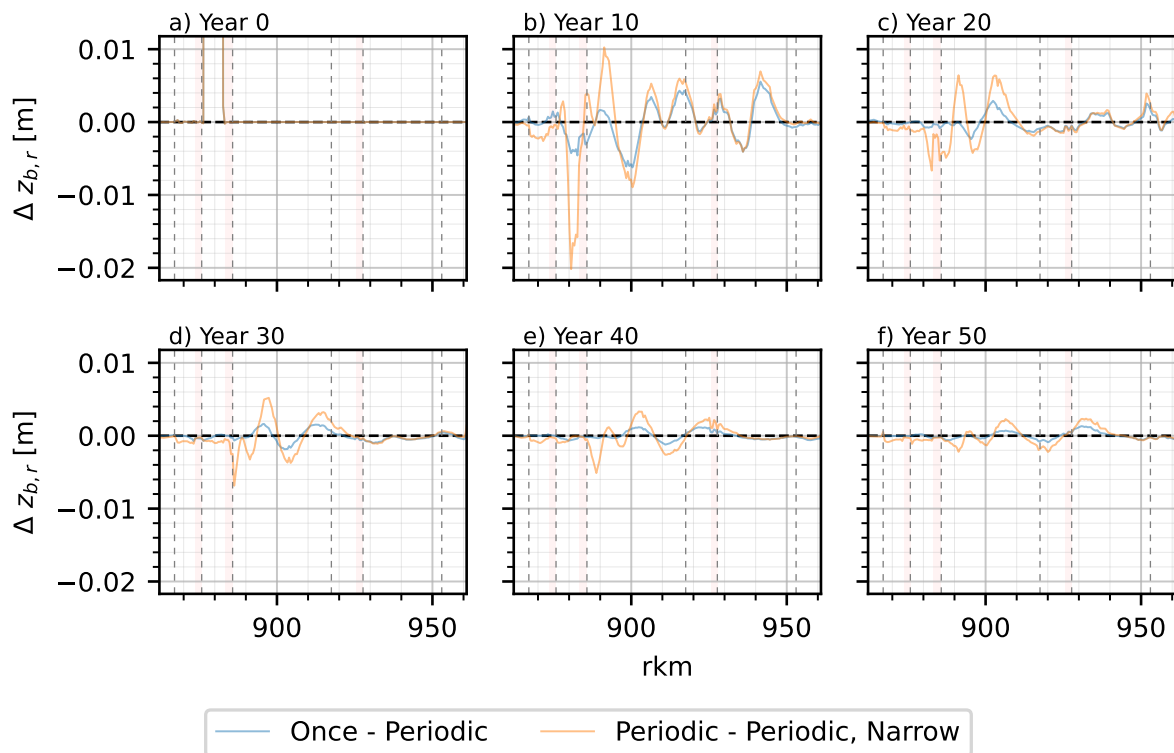 a) Year 0
b) Year 10
c) Year 20
0.01
0.00
−0.01
−0.02
Δ z_{b,r} [m]
d) Year 30
e) Year 40
f) Year 50
0.01
0.00
−0.01
−0.02
Δ z_{b,r} [m]
900 950
900 950
900 950
rkm
Once - Periodic
Periodic - Periodic, Narrow